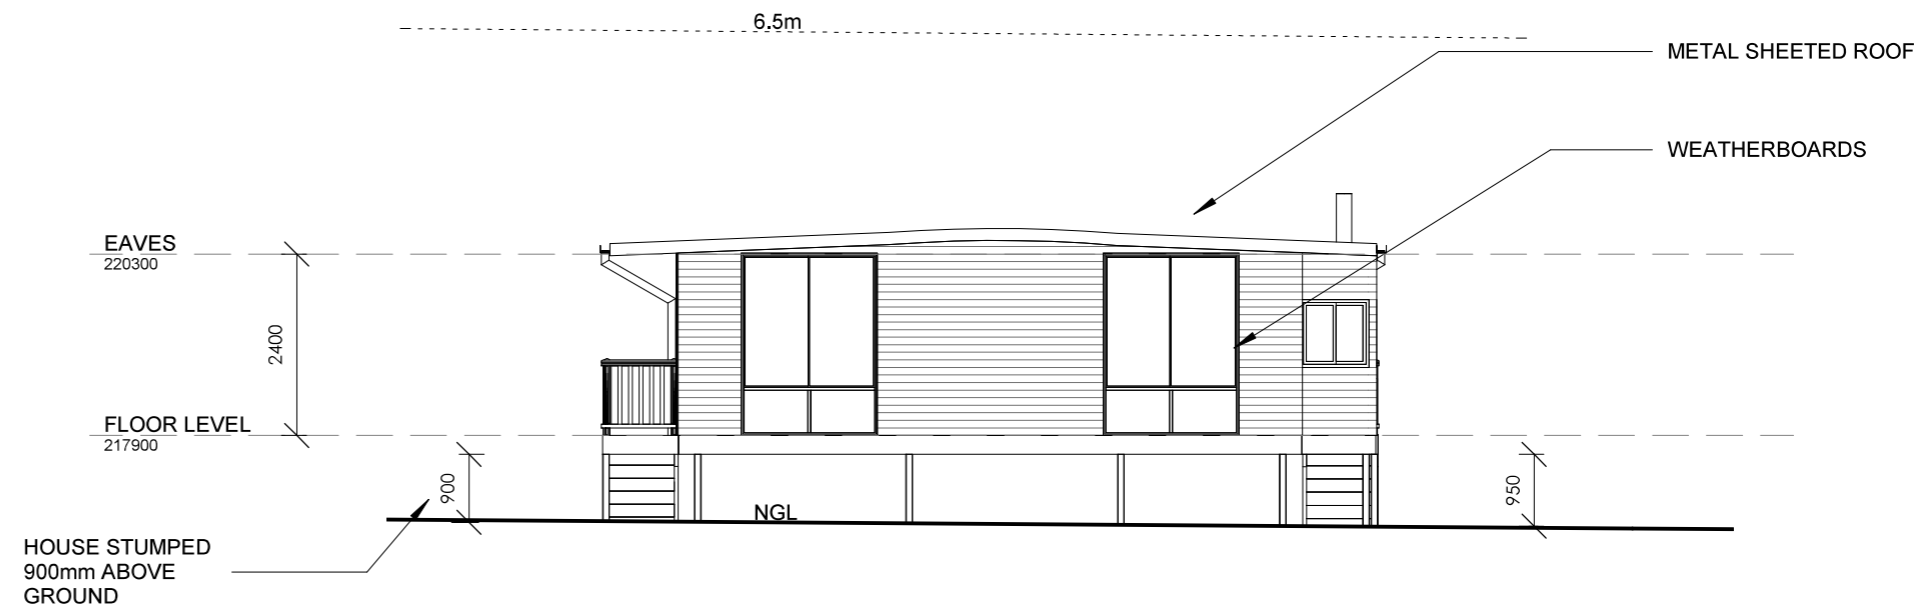 6.5m
METAL SHEETED ROOF
WEATHERBOARDS
EAVES
220300
2400
FLOOR LEVEL
217900
900
950
NGL
HOUSE STUMPED
900mm ABOVE
GROUND